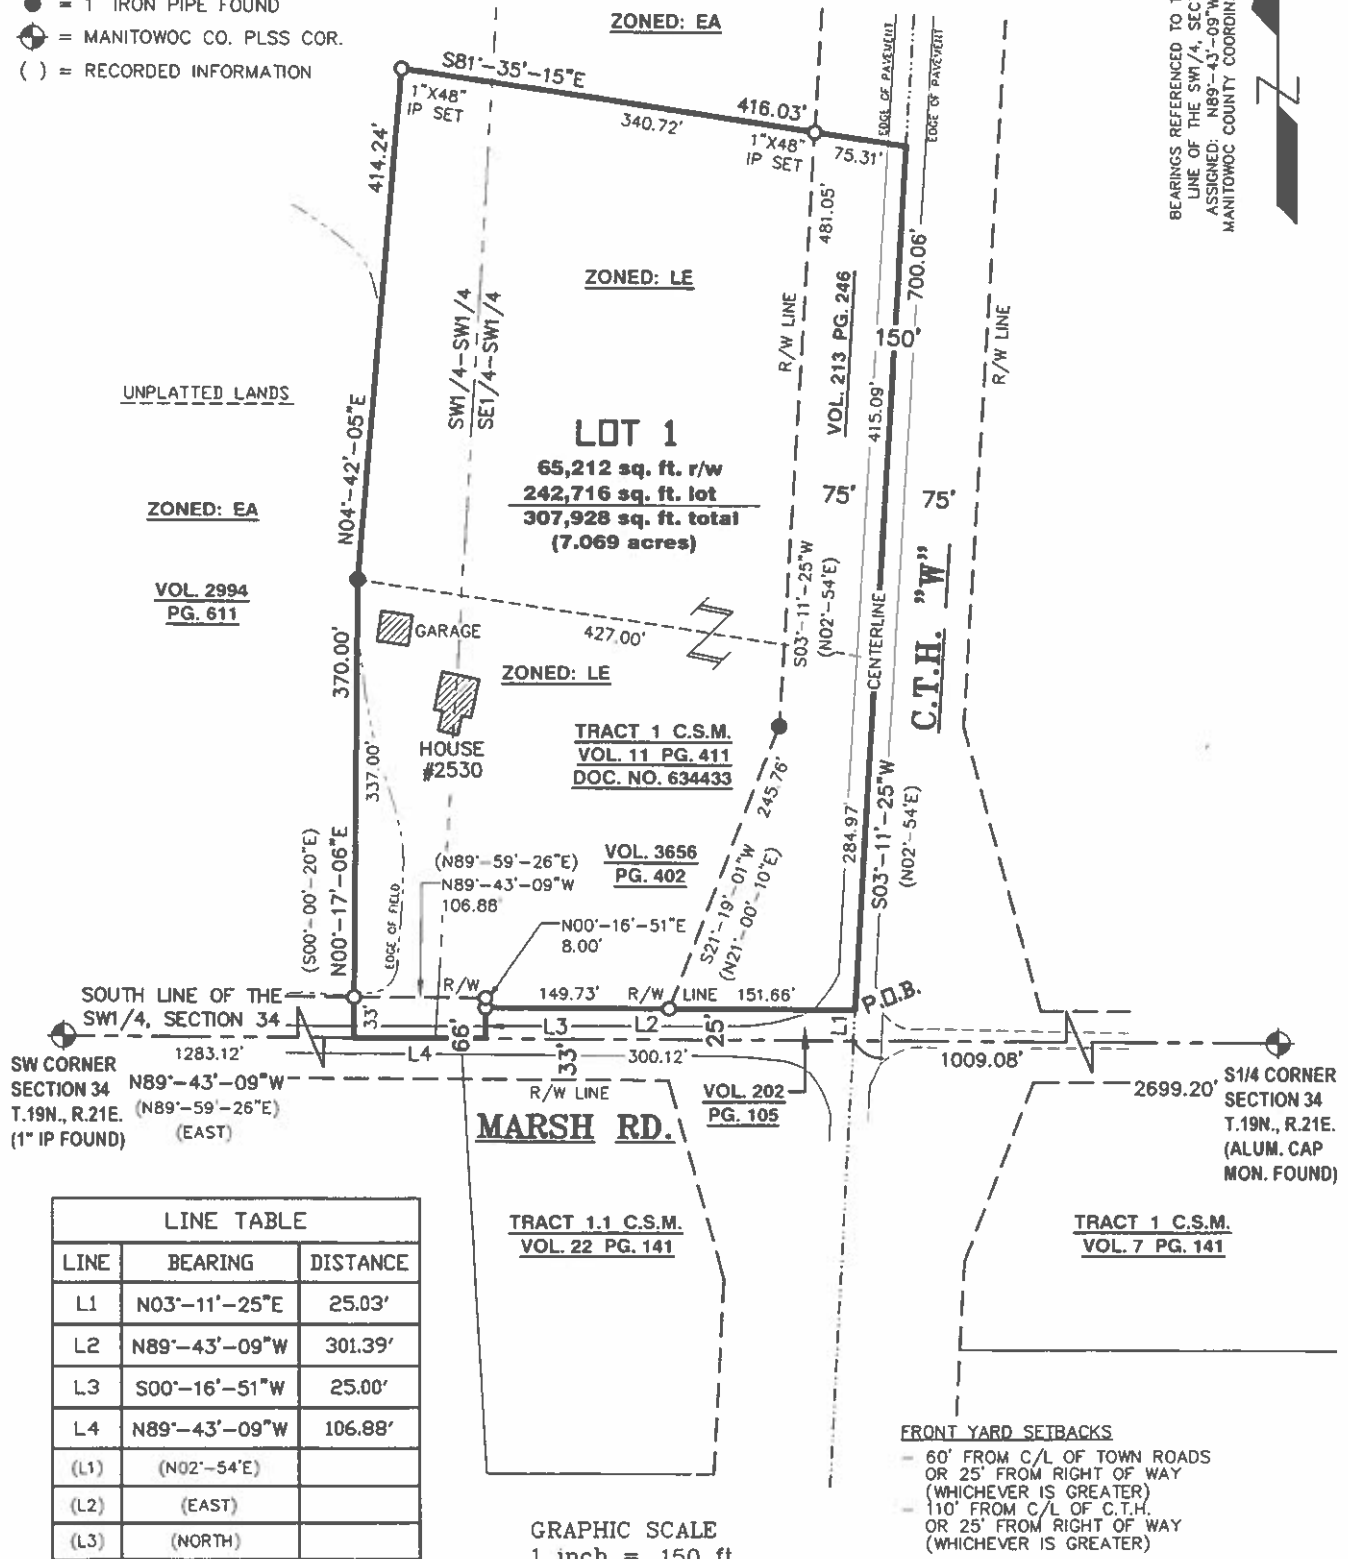 = 1" IRON PIPE FOUND
= MANITOWOC CO. PLSS COR.
( ) = RECORDED INFORMATION
ZONED: EA
EDGE OF PAVEMENT
EDGE OF PAVEMENT
BEARINGS REFERENCED TO
LINE OF THE SW1/4,
ASSIGNED: N89°-43'-09"W
MANITOWOC COUNTY
S81°-35'-15"E
416.03'
340.72'
75.31'
1"X48"
IP SET
1"X48"
IP SET
414.24'
481.05'
700.06'
ZONED: LE
R/W LINE
VOL. 213 PG. 246
150'
R/W LINE
SW1/4-SW1/4
SE1/4-SW1/4
UNPLATTED LANDS
N04°-42'-05"E
415.09'
LOT 1
65,212 sq. ft. r/w
242,716 sq. ft. lot
307,928 sq. ft. total
(7.069 acres)
75'
75'
ZONED: EA
VOL. 2994
PG. 611
S03°-11'-25"W
(N02°-54'E)
CENTERLINE
C.T.H. "W"
GARAGE
427.00'
370.00'
ZONED: LE
HOUSE
#2530
TRACT 1 C.S.M.
VOL. 11 PG. 411
DOC. NO. 634433
337.00'
245.76'
284.97'
S03°-11'-25"W
(N02°-54'E)
(S00°-00'-20"E)
N00°-17'-06"E
EDGE OF FIELD
(N89°-59'-26"E)
N89°-43'-09"W
106.88'
VOL. 3656
PG. 402
S21°-19'-01"W
(N21°-00'-10"E)
N00°-16'-51"E
8.00'
SOUTH LINE OF THE
SW1/4, SECTION 34
R/W
149.73'
R/W LINE
151.66'
P.O.B.
33'
66'
L3
L2
25'
L1
1283.12'
L4
33'
300.12'
1009.08'
SW CORNER
SECTION 34
T.19N., R.21E.
(1" IP FOUND)
N89°-43'-09"W
(N89°-59'-26"E)
(EAST)
R/W LINE
VOL. 202
PG. 105
2699.20'
S1/4 CORNER
SECTION 34
T.19N., R.21E.
(ALUM. CAP
MON. FOUND)
MARSH RD.
TRACT 1.1 C.S.M.
VOL. 22 PG. 141
TRACT 1 C.S.M.
VOL. 7 PG. 141
LINE TABLE
LINE BEARING DISTANCE
L1 N03°-11'-25"E 25.03'
L2 N89°-43'-09"W 301.39'
L3 S00°-16'-51"W 25.00'
L4 N89°-43'-09"W 106.88'
(L1) (N02°-54'E)
(L2) (EAST)
(L3) (NORTH)
GRAPHIC SCALE
1 inch = 150 ft
FRONT YARD SETBACKS
- 60' FROM C/L OF TOWN ROADS
OR 25' FROM RIGHT OF WAY
(WHICHEVER IS GREATER)
- 110' FROM C/L OF C.T.H.
OR 25' FROM RIGHT OF WAY
(WHICHEVER IS GREATER)